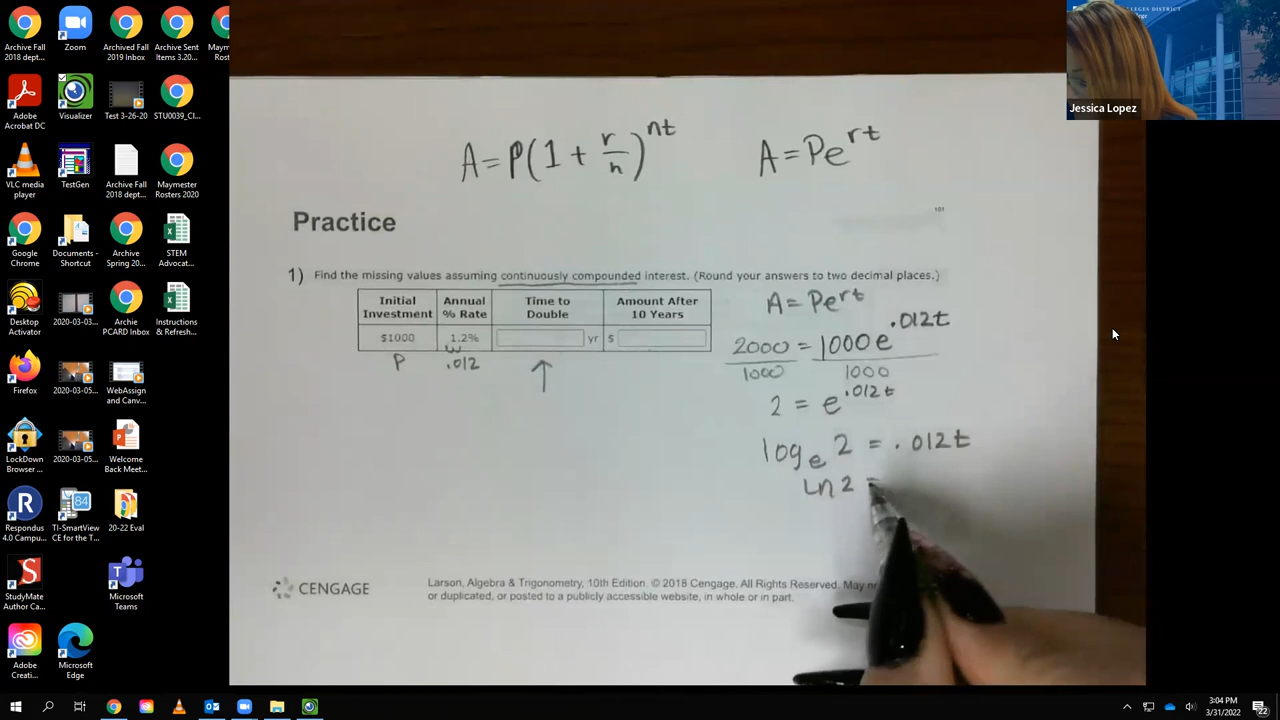 Archive Fall 2018 dept...
Zoom
Archived Fall 2019 Inbox
Archive Sent Items 3.20...
Maymester Rosters
Adobe Acrobat DC
Visualizer
Test 3-26-20
STU0039_Cl...
VLC media player
TestGen
Archive Fall 2018 dept...
Maymester Rosters 2020
Google Chrome
Documents - Shortcut
Archive Spring 20...
STEM Advocat...
Desktop Activator
2020-03-03...
Archie PCARD Inbox
Instructions & Refresh...
Firefox
2020-03-05...
WebAssign and Canv...
LockDown Browser ...
2020-03-05...
Welcome Back Meet...
Respondus 4.0 Campu...
TI-SmartView CE for the T...
20-22 Eval
StudyMate Author Ca...
Microsoft Teams
Adobe Creati...
Microsoft Edge
LLEGES DISTRICT
Jessica Lopez
A=P(1+r/n)^nt
A=Pe^rt
Practice
101
1) Find the missing values assuming continuously compounded interest. (Round your answers to two decimal places.)
Initial Investment
Annual % Rate
Time to Double
Amount After 10 Years
$1000
1.2%
yr
$
P
.012
A=Pe^rt
2000 = 1000e^.012t
1000 1000
2 = e^.012t
log_e 2 = .012t
Ln 2 =
CENGAGE
Larson, Algebra & Trigonometry, 10th Edition. © 2018 Cengage. All Rights Reserved. May n
or duplicated, or posted to a publicly accessible website, in whole or in part.
3:04 PM
3/31/2022
22